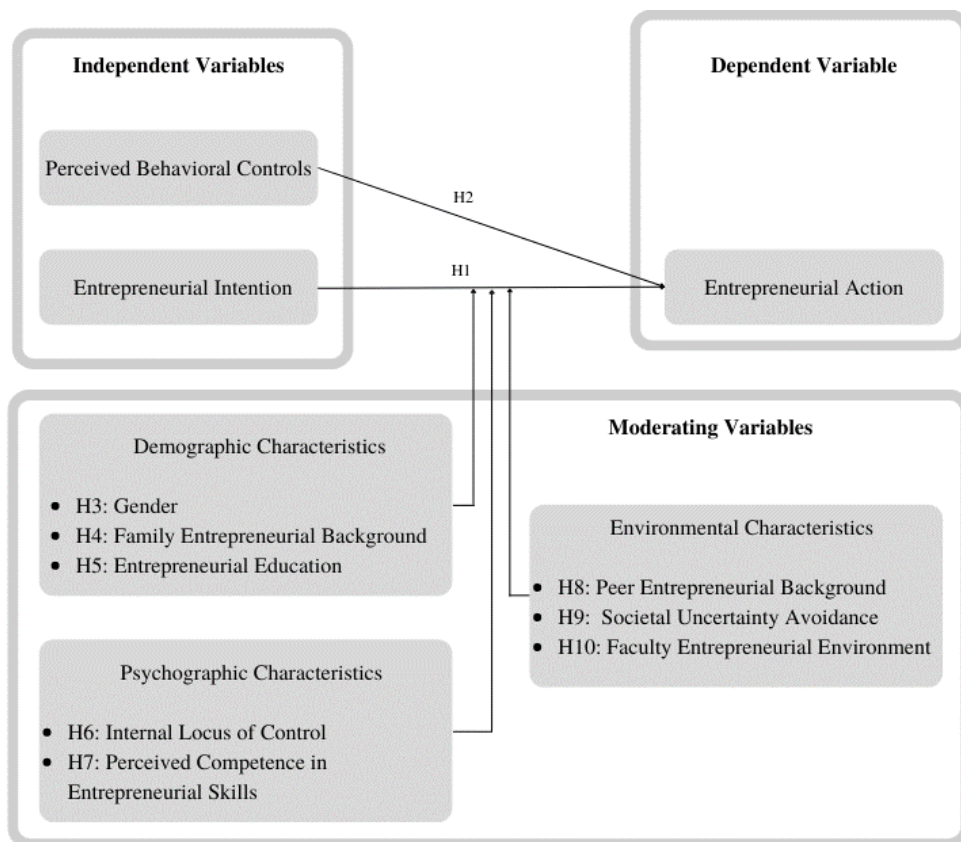 Independent Variables
Perceived Behavioral Controls
Entrepreneurial Intention
H2
H1
Dependent Variable
Entrepreneurial Action
Moderating Variables
Demographic Characteristics
• H3: Gender
• H4: Family Entrepreneurial Background
• H5: Entrepreneurial Education
Psychographic Characteristics
• H6: Internal Locus of Control
• H7: Perceived Competence in
Entrepreneurial Skills
Environmental Characteristics
• H8: Peer Entrepreneurial Background
• H9: Societal Uncertainty Avoidance
• H10: Faculty Entrepreneurial Environment